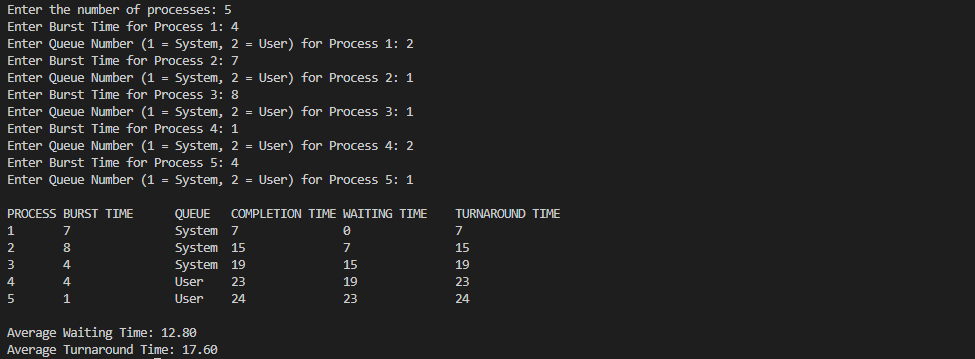 Enter the number of processes: 5
Enter Burst Time for Process 1: 4
Enter Queue Number (1 = System, 2 = User) for Process 1: 2
Enter Burst Time for Process 2: 7
Enter Queue Number (1 = System, 2 = User) for Process 2: 1
Enter Burst Time for Process 3: 8
Enter Queue Number (1 = System, 2 = User) for Process 3: 1
Enter Burst Time for Process 4: 1
Enter Queue Number (1 = System, 2 = User) for Process 4: 2
Enter Burst Time for Process 5: 4
Enter Queue Number (1 = System, 2 = User) for Process 5: 1
PROCESS BURST TIME QUEUE COMPLETION TIME WAITING TIME TURNAROUND TIME
1 7 System 7 0 7
2 8 System 15 7 15
3 4 System 19 15 19
4 4 User 23 19 23
5 1 User 24 23 24
Average Waiting Time: 12.80
Average Turnaround Time: 17.60